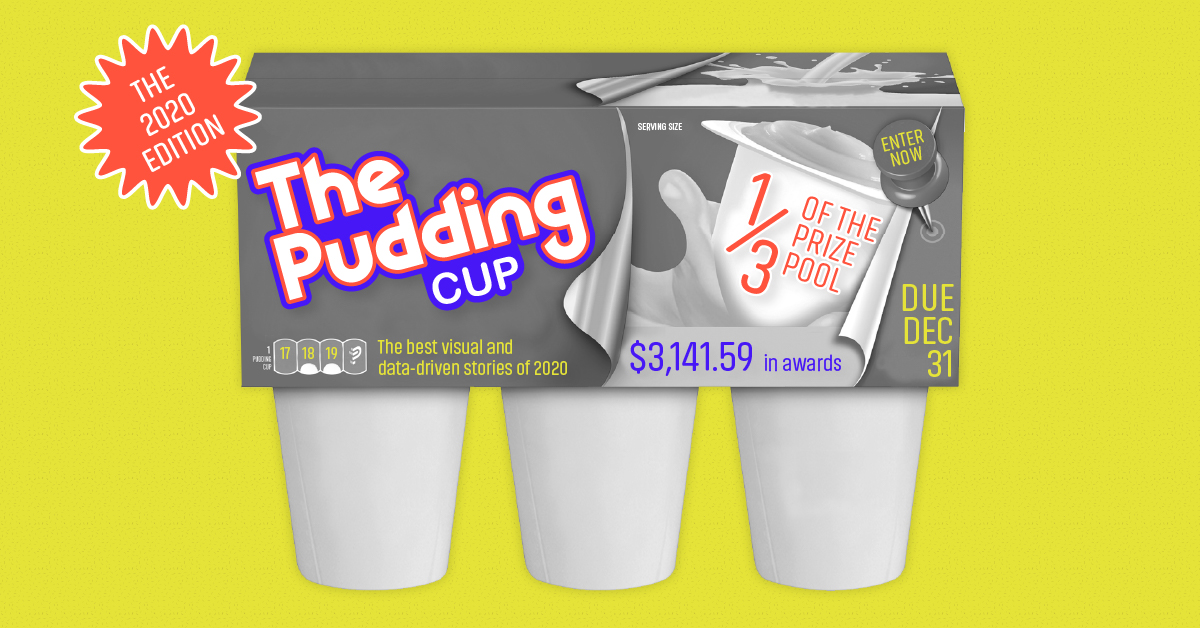 THE
2020
EDITION
The
Pudding
CUP
1
PUDDING
CUP
17 18 19 ?
The best visual and
data-driven stories of 2020
SERVING SIZE
1/3
OF THE
PRIZE
POOL
$3,141.59 in awards
ENTER
NOW
DUE
DEC
31